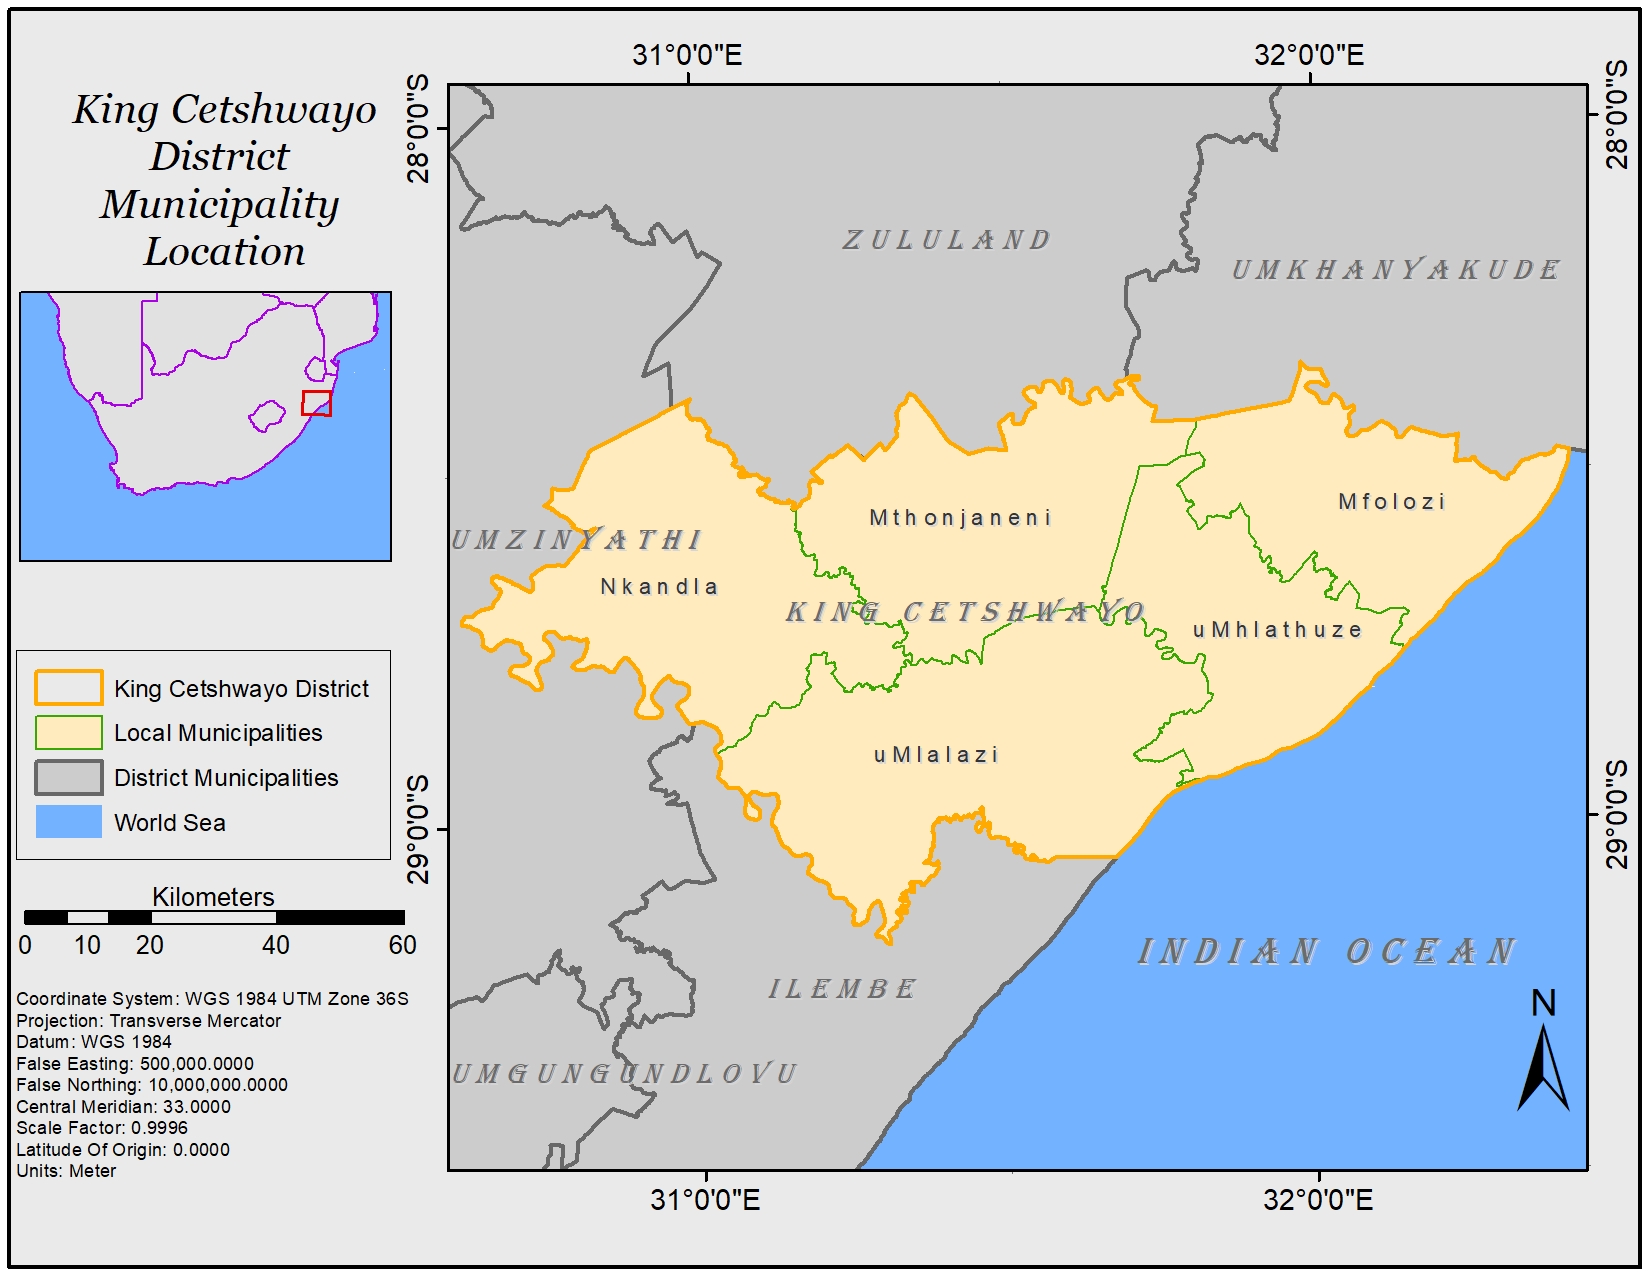 King Cetshwayo
District
Municipality
Location
31°0'0"E
32°0'0"E
28°0'0"S
28°0'0"S
ZULULAND
UMKHANYAKUDE
Mfolozi
Mthonjaneni
UMZINYATHI
Nkandla
KING CETSHWAYO
uMhlathuze
uMlalazi
29°0'0"S
29°0'0"S
INDIAN OCEAN
ILEMBE
UMGUNGUNDLOVU
N
31°0'0"E
32°0'0"E
King Cetshwayo District
Local Municipalities
District Municipalities
World Sea
Kilometers
0 10 20 40 60
Coordinate System: WGS 1984 UTM Zone 36S
Projection: Transverse Mercator
Datum: WGS 1984
False Easting: 500,000.0000
False Northing: 10,000,000.0000
Central Meridian: 33.0000
Scale Factor: 0.9996
Latitude Of Origin: 0.0000
Units: Meter